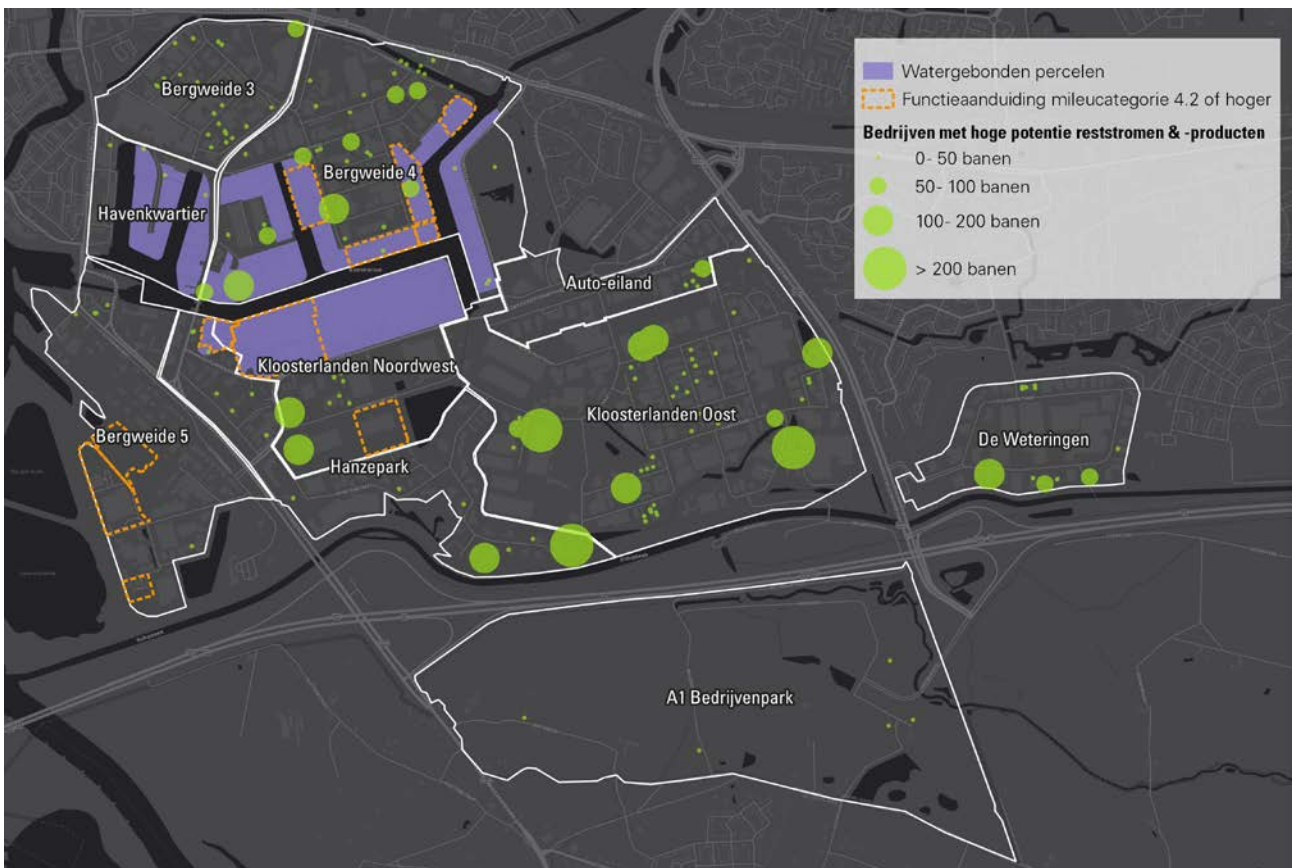 Watergebonden percelen
Functieaanduiding mileucategorie 4.2 of hoger
Bedrijven met hoge potentie reststromen & -producten
0- 50 banen
50- 100 banen
100- 200 banen
> 200 banen
Bergweide 3
Bergweide 4
Havenkwartier
Auto-eiland
Kloosterlanden Noordwest
Kloosterlanden Oost
Bergweide 5
De Weteringen
Hanzepark
A1 Bedrijvenpark